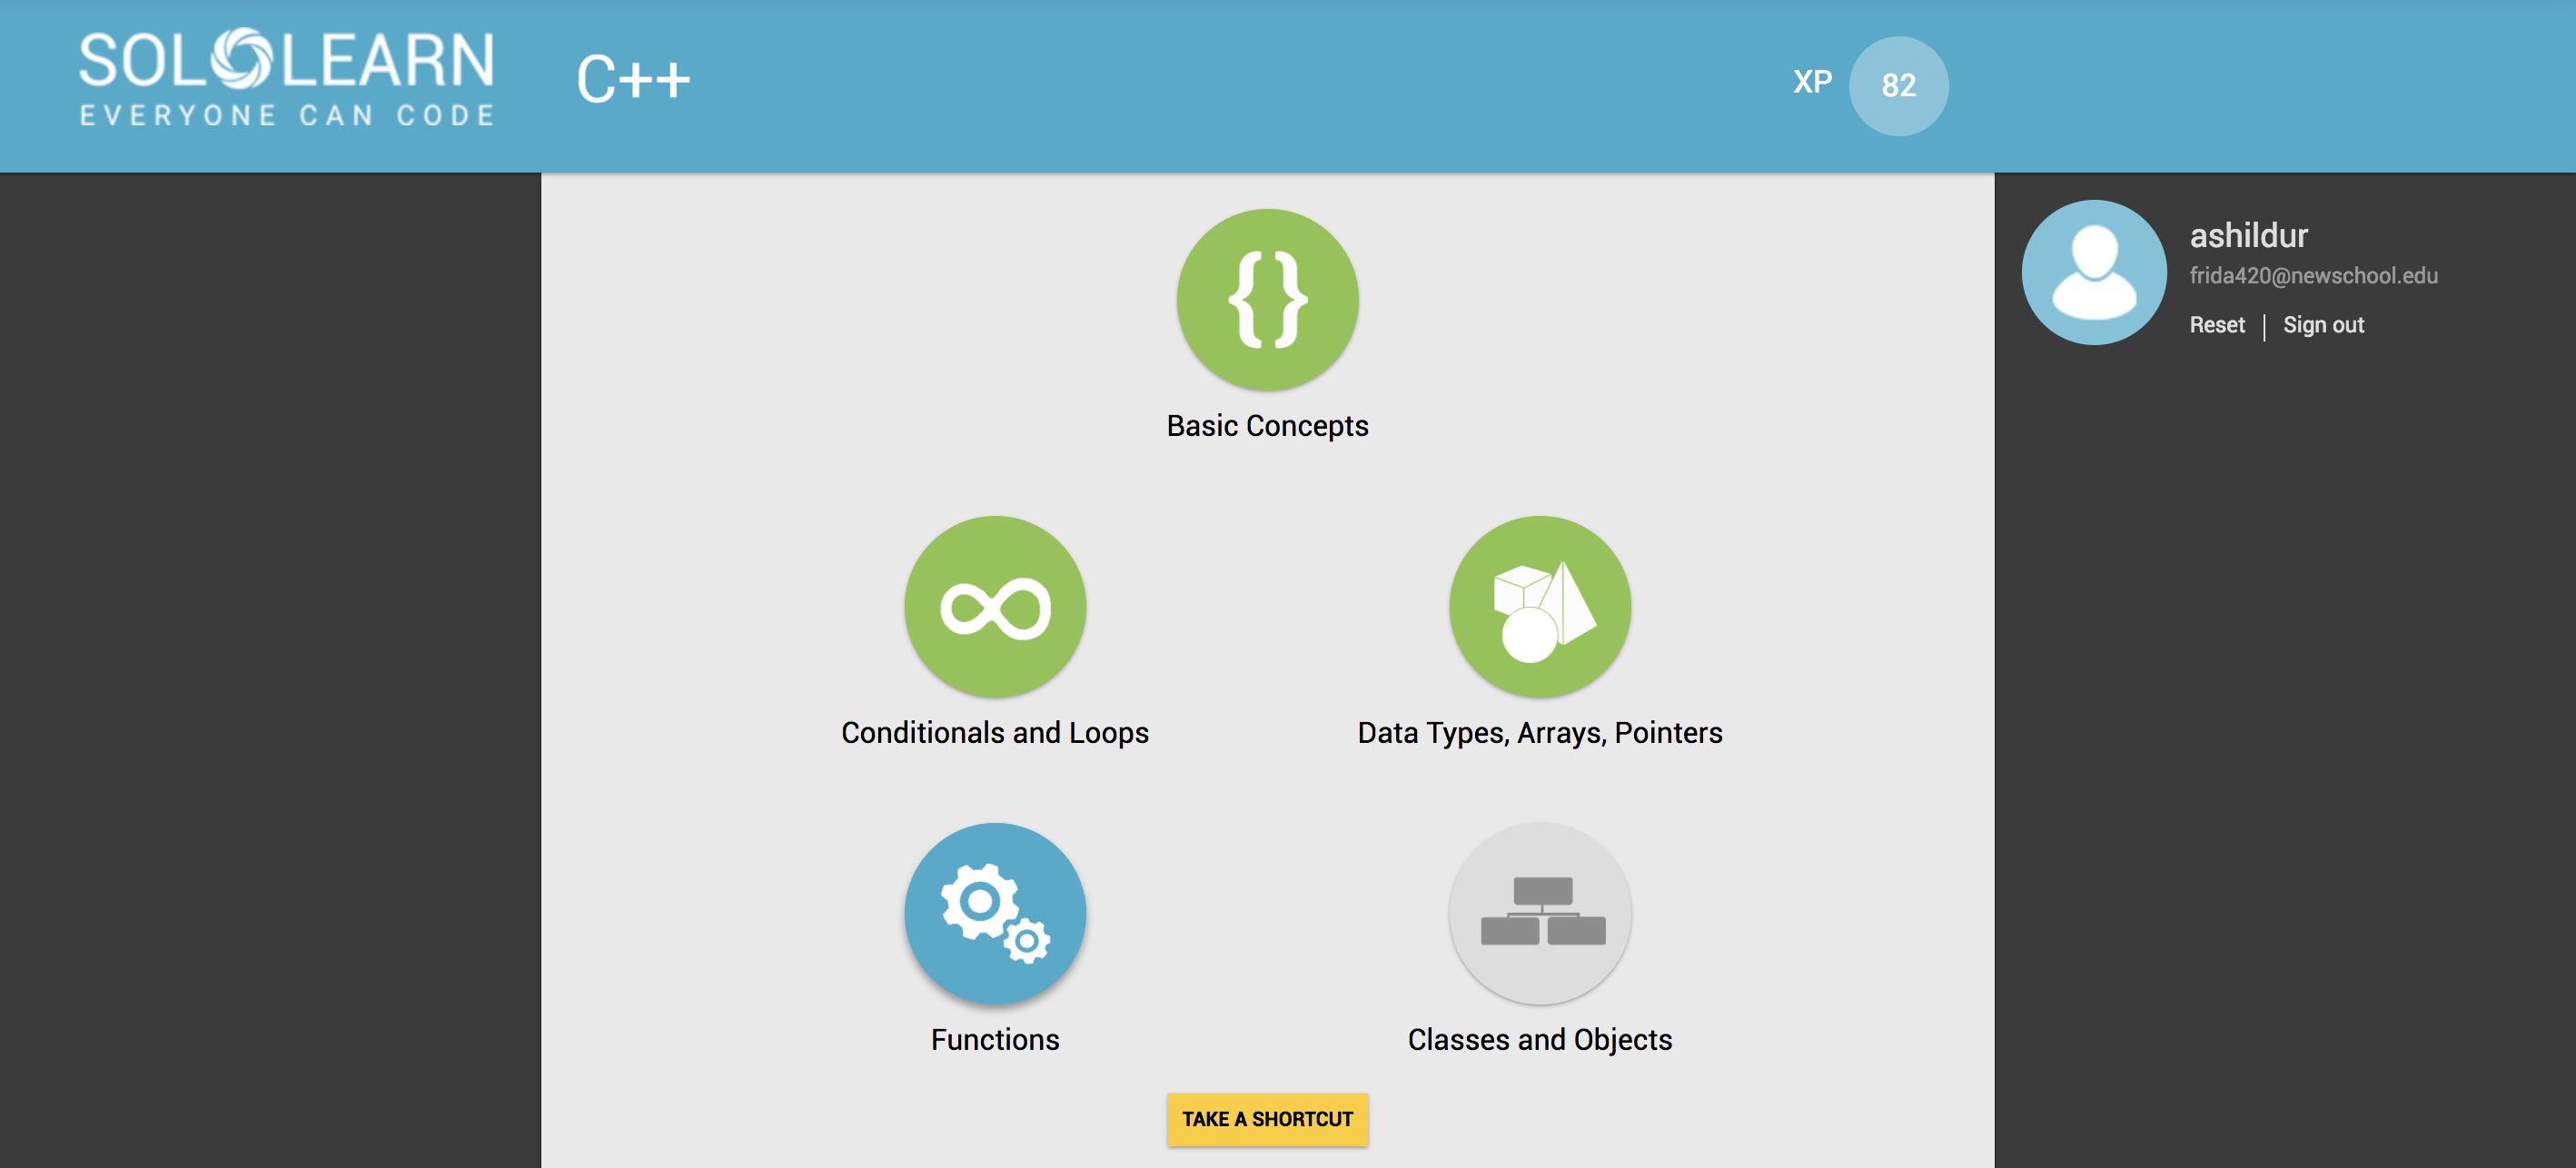 SOLOLEARN
EVERYONE CAN CODE
C++
XP 82
ashildur
frida420@newschool.edu
Reset | Sign out
{}
Basic Concepts
Conditionals and Loops
Data Types, Arrays, Pointers
Functions
Classes and Objects
TAKE A SHORTCUT